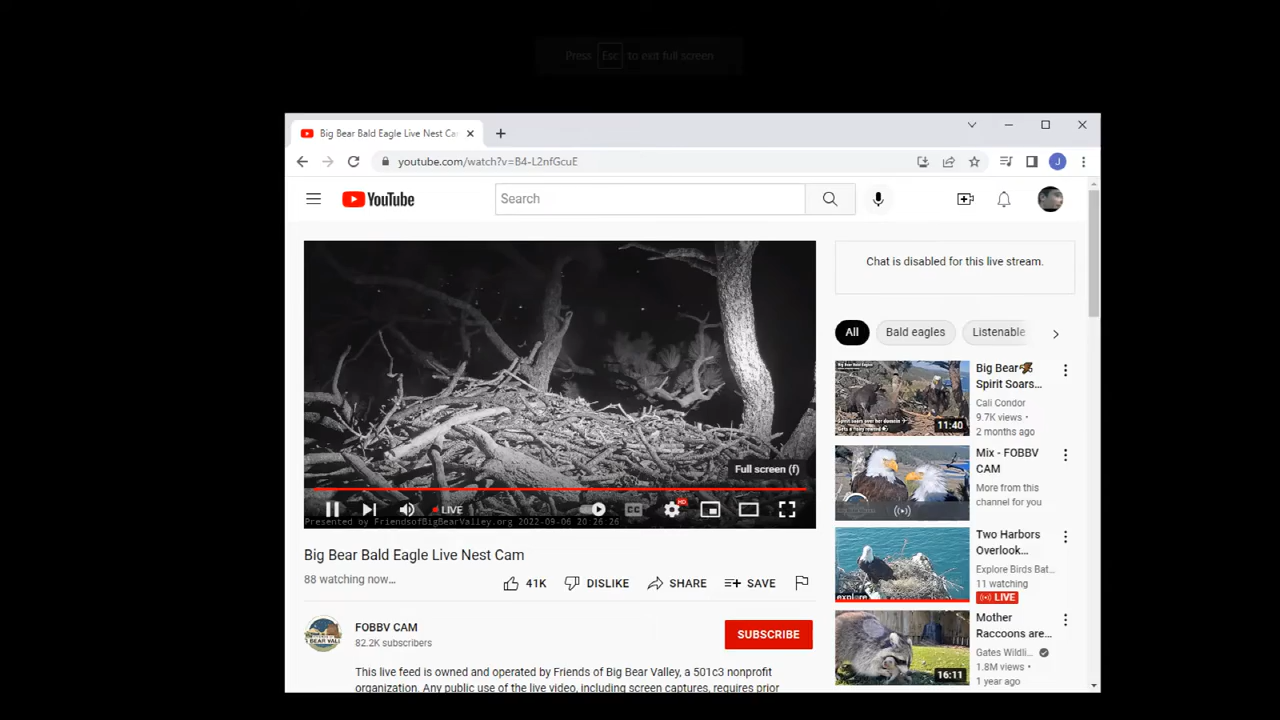 Press Esc to exit full screen
Big Bear Bald Eagle Live Nest Ca
youtube.com/watch?v=B4-L2nfGcuE
J
YouTube
Search
Chat is disabled for this live stream.
All
Bald eagles
Listenable
Big Bear
Spirit Soars...
Cali Condor
9.7K views •
2 months ago
11:40
Mix - FOBBV
CAM
More from this
channel for you
Two Harbors
Overlook...
Explore Birds Bat...
11 watching
LIVE
explore
Mother
Raccoons are...
Gates Wildli...
1.8M views •
1 year ago
16:11
Full screen (f)
LIVE
CC
HD
Presented by FriendsofBigBearValley.org 2022-09-06 20:26:26
Big Bear Bald Eagle Live Nest Cam
88 watching now...
41K
DISLIKE
SHARE
SAVE
FOBBV CAM
82.2K subscribers
SUBSCRIBE
This live feed is owned and operated by Friends of Big Bear Valley, a 501c3 nonprofit
organization. Any public use of the live video, including screen captures, requires prior